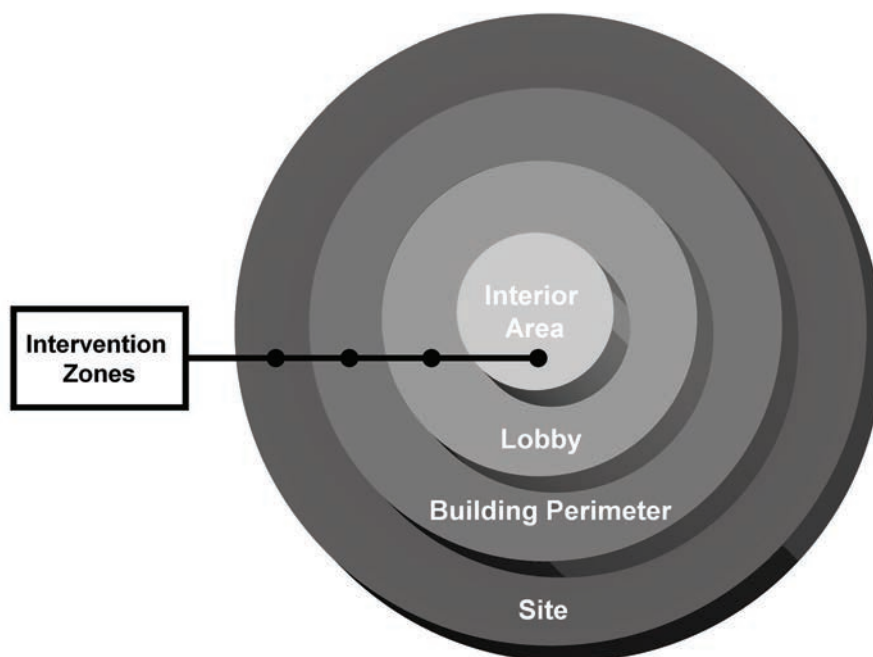 Interior
Area
Intervention
Zones
Lobby
Building Perimeter
Site